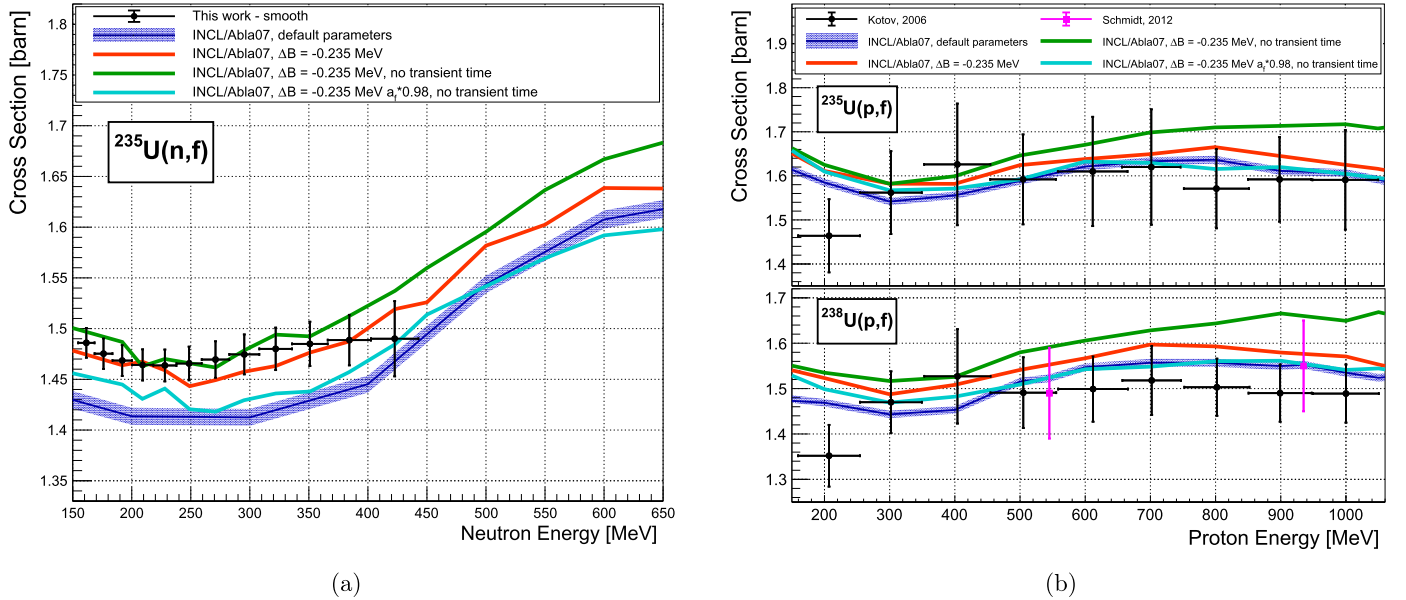 This work - smooth
INCL/Abla07, default parameters
INCL/Abla07, ΔB = -0.235 MeV
INCL/Abla07, ΔB = -0.235 MeV, no transient time
INCL/Abla07, ΔB = -0.235 MeV a_f*0.98, no transient time
²³⁵U(n,f)
Cross Section [barn]
1.8
1.75
1.7
1.65
1.6
1.55
1.5
1.45
1.4
1.35
150 200 250 300 350 400 450 500 550 600 650
Neutron Energy [MeV]
(a)
Kotov, 2006 Schmidt, 2012
INCL/Abla07, default parameters INCL/Abla07, ΔB = -0.235 MeV, no transient time
INCL/Abla07, ΔB = -0.235 MeV INCL/Abla07, ΔB = -0.235 MeV a_f*0.98, no transient time
²³⁵U(p,f)
Cross Section [barn]
1.9
1.8
1.7
1.6
1.5
1.4
²³⁸U(p,f)
1.7
1.6
1.5
1.4
1.3
200 300 400 500 600 700 800 900 1000
Proton Energy [MeV]
(b)